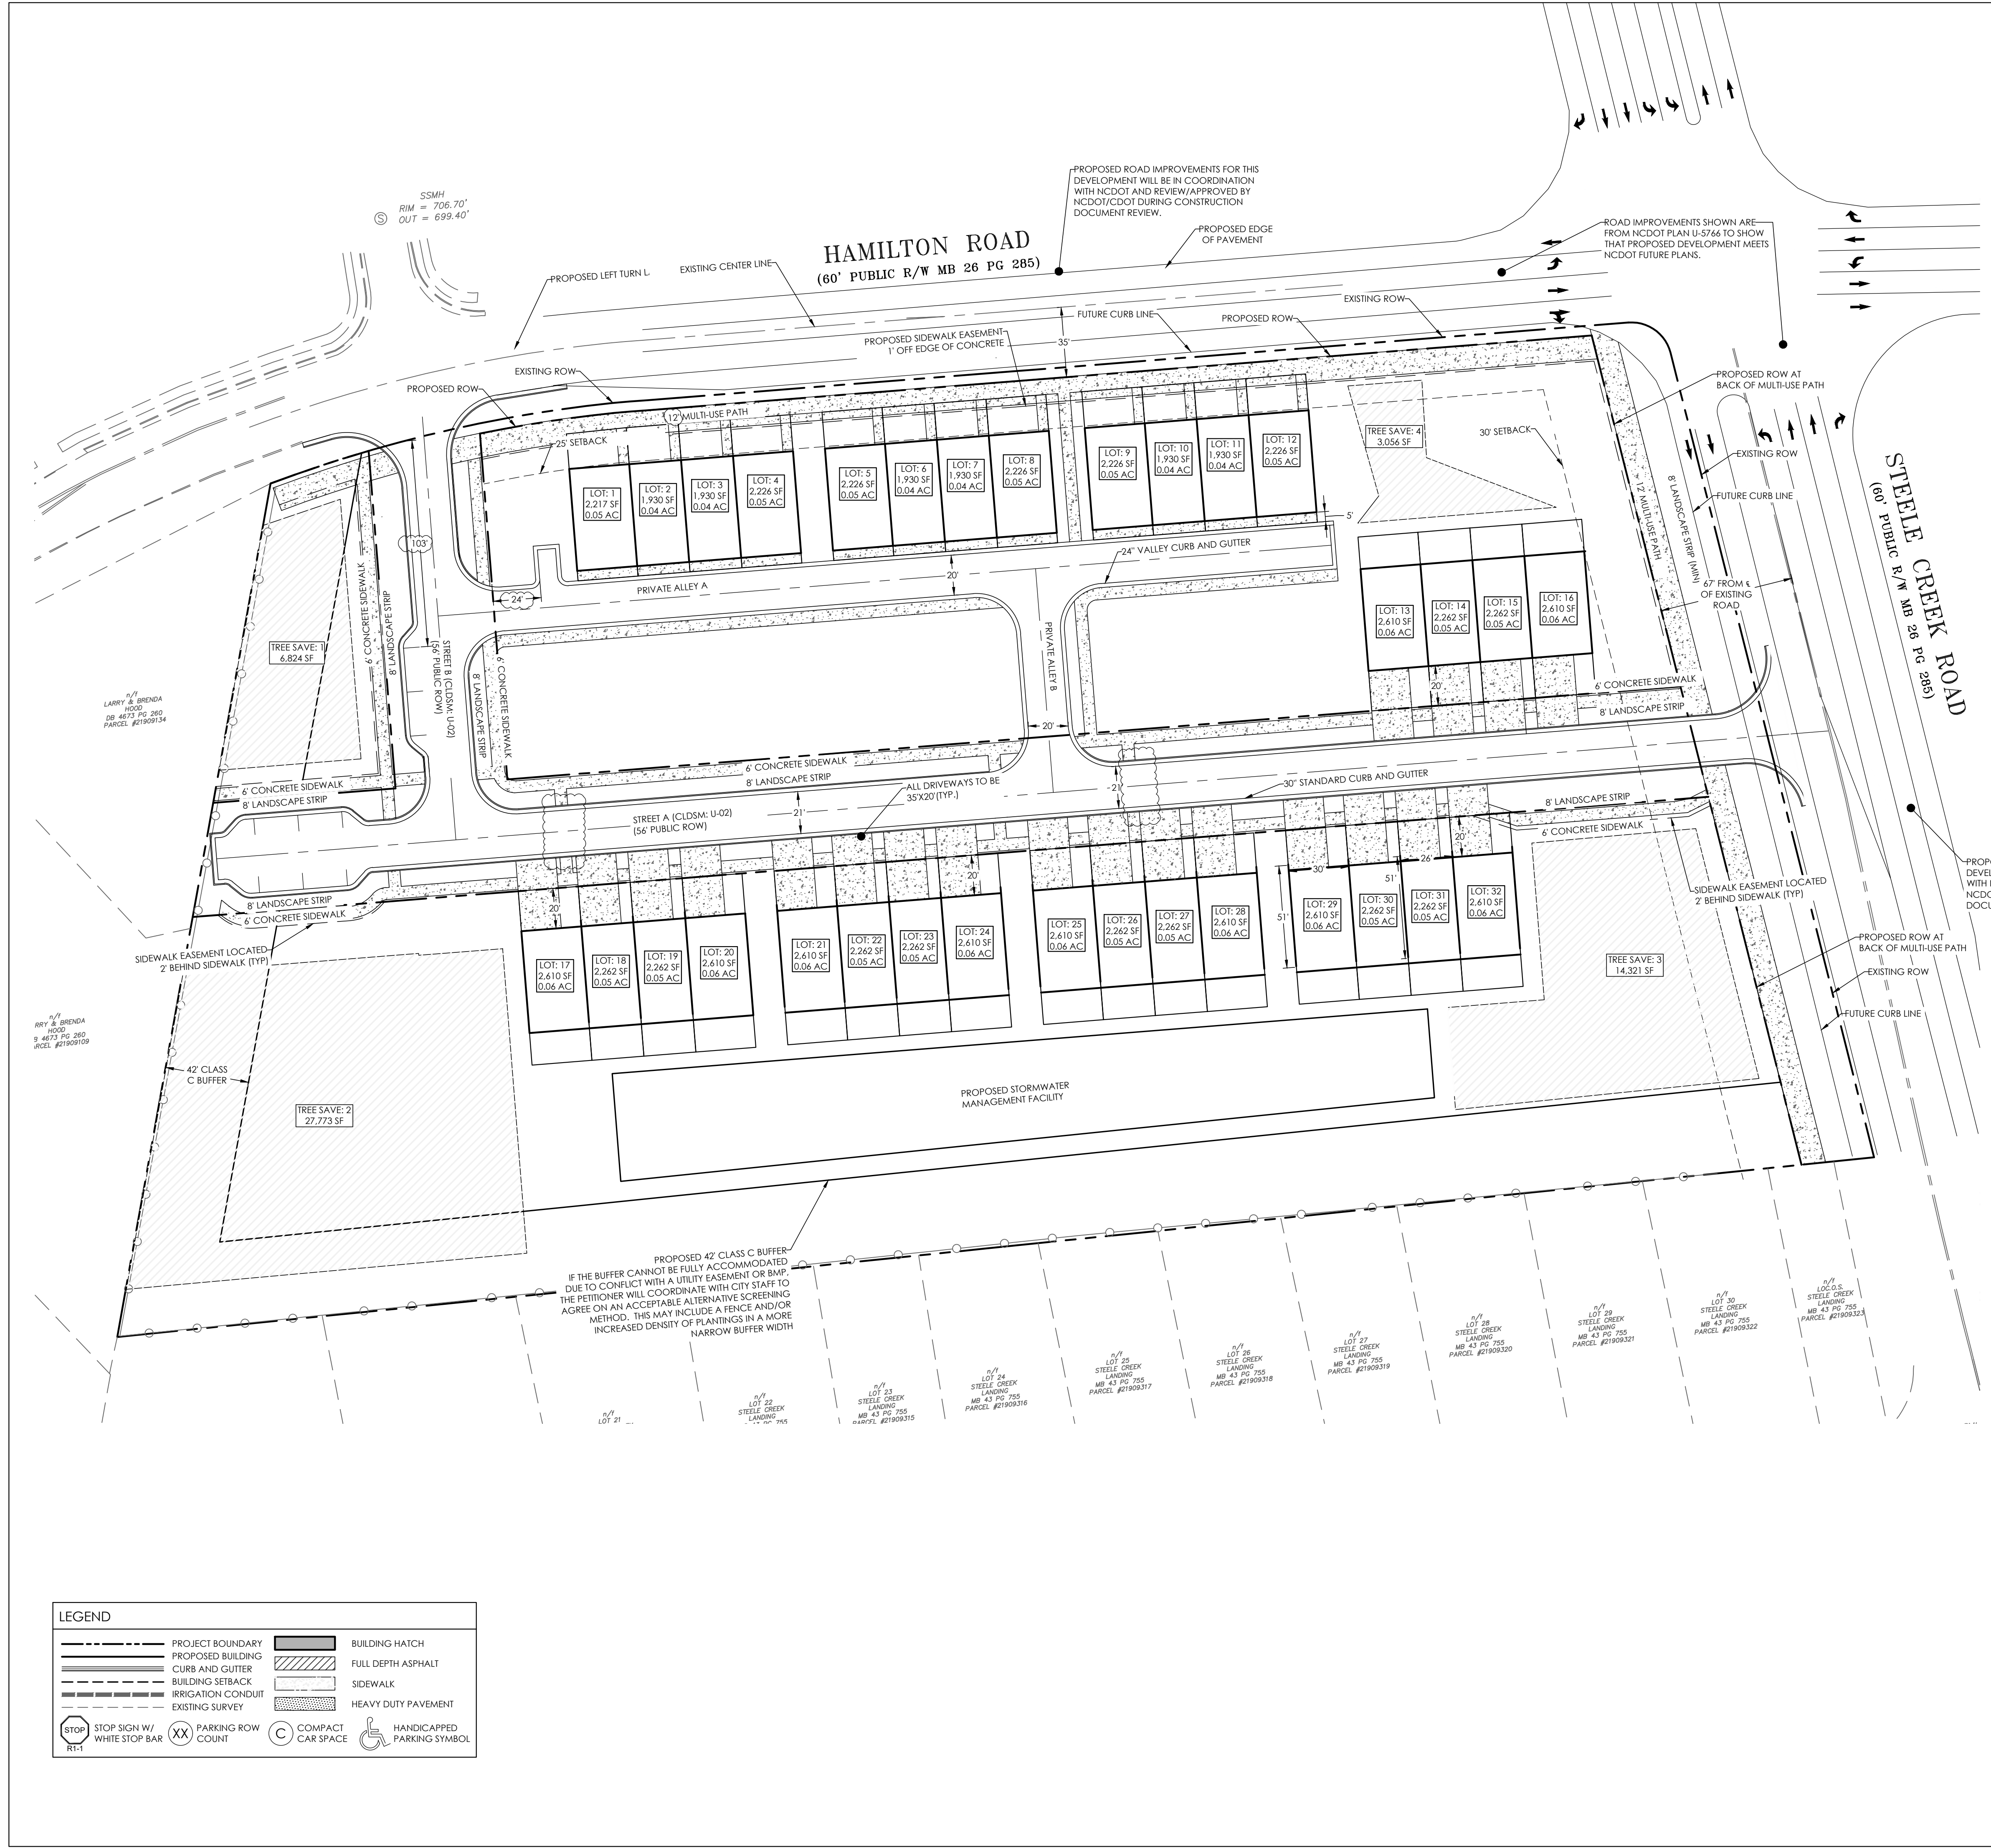 SSMH
RIM = 706.70'
OUT = 699.40'
S
HAMILTON ROAD
(60' PUBLIC R/W MB 26 PG 285)
PROPOSED ROAD IMPROVEMENTS FOR THIS
DEVELOPMENT WILL BE IN COORDINATION
WITH NCDOT AND REVIEW/APPROVED BY
NCDOT/CDOT DURING CONSTRUCTION
DOCUMENT REVIEW.
PROPOSED EDGE
OF PAVEMENT
ROAD IMPROVEMENTS SHOWN ARE
FROM NCDOT PLAN U-5766 TO SHOW
THAT PROPOSED DEVELOPMENT MEETS
NCDOT FUTURE PLANS.
PROPOSED LEFT TURN L
EXISTING CENTER LINE
EXISTING ROW
FUTURE CURB LINE
PROPOSED ROW
PROPOSED SIDEWALK EASEMENT
1' OFF EDGE OF CONCRETE
35'
EXISTING ROW
PROPOSED ROW
12' MULTI-USE PATH
25' SETBACK
PROPOSED ROW AT
BACK OF MULTI-USE PATH
30' SETBACK
EXISTING ROW
FUTURE CURB LINE
8' LANDSCAPE STRIP (MIN)
12' MULTI-USE PATH
STEELE CREEK ROAD
(60' PUBLIC R/W MB 26 PG 285)
67' FROM ℄
OF EXISTING
ROAD
TREE SAVE: 4
3,056 SF
LOT: 1
2,217 SF
0.05 AC
LOT: 2
1,930 SF
0.04 AC
LOT: 3
1,930 SF
0.04 AC
LOT: 4
2,226 SF
0.05 AC
LOT: 5
2,226 SF
0.05 AC
LOT: 6
1,930 SF
0.04 AC
LOT: 7
1,930 SF
0.04 AC
LOT: 8
2,226 SF
0.05 AC
LOT: 9
2,226 SF
0.05 AC
LOT: 10
1,930 SF
0.04 AC
LOT: 11
1,930 SF
0.04 AC
LOT: 12
2,226 SF
0.05 AC
5'
24" VALLEY CURB AND GUTTER
103'
24'
PRIVATE ALLEY A
20'
PRIVATE ALLEY B
20'
6' CONCRETE SIDEWALK
8' LANDSCAPE STRIP
STREET B (CLDSM: U-02)
(56' PUBLIC ROW)
8' LANDSCAPE STRIP
6' CONCRETE SIDEWALK
TREE SAVE: 1
6,824 SF
n/f
LARRY & BRENDA
HOOD
DB 4673 PG 260
PARCEL #21909134
LOT: 13
2,610 SF
0.06 AC
LOT: 14
2,262 SF
0.05 AC
LOT: 15
2,262 SF
0.05 AC
LOT: 16
2,610 SF
0.06 AC
20'
6' CONCRETE SIDEWALK
8' LANDSCAPE STRIP
6' CONCRETE SIDEWALK
8' LANDSCAPE STRIP
6' CONCRETE SIDEWALK
8' LANDSCAPE STRIP
ALL DRIVEWAYS TO BE
35'X20'(TYP.)
30" STANDARD CURB AND GUTTER
21'
21'
STREET A (CLDSM: U-02)
(56' PUBLIC ROW)
8' LANDSCAPE STRIP
6' CONCRETE SIDEWALK
8' LANDSCAPE STRIP
6' CONCRETE SIDEWALK
SIDEWALK EASEMENT LOCATED
2' BEHIND SIDEWALK (TYP)
SIDEWALK EASEMENT LOCATED
2' BEHIND SIDEWALK (TYP)
20'
20'
20'
30'
26'
51'
51'
LOT: 17
2,610 SF
0.06 AC
LOT: 18
2,262 SF
0.05 AC
LOT: 19
2,262 SF
0.05 AC
LOT: 20
2,610 SF
0.06 AC
LOT: 21
2,610 SF
0.06 AC
LOT: 22
2,262 SF
0.05 AC
LOT: 23
2,262 SF
0.05 AC
LOT: 24
2,610 SF
0.06 AC
LOT: 25
2,610 SF
0.06 AC
LOT: 26
2,262 SF
0.05 AC
LOT: 27
2,262 SF
0.05 AC
LOT: 28
2,610 SF
0.06 AC
LOT: 29
2,610 SF
0.06 AC
LOT: 30
2,262 SF
0.05 AC
LOT: 31
2,262 SF
0.05 AC
LOT: 32
2,610 SF
0.06 AC
TREE SAVE: 3
14,321 SF
PROP
DEVEL
WITH
NCDO
DOCU
PROPOSED ROW AT
BACK OF MULTI-USE PATH
EXISTING ROW
FUTURE CURB LINE
n/f
RRY & BRENDA
HOOD
B 4673 PG 260
ARCEL #21909109
42' CLASS
C BUFFER
TREE SAVE: 2
27,773 SF
PROPOSED STORMWATER
MANAGEMENT FACILITY
PROPOSED 42' CLASS C BUFFER
IF THE BUFFER CANNOT BE FULLY ACCOMMODATED
DUE TO CONFLICT WITH A UTILITY EASEMENT OR BMP,
THE PETITIONER WILL COORDINATE WITH CITY STAFF TO
AGREE ON AN ACCEPTABLE ALTERNATIVE SCREENING
METHOD. THIS MAY INCLUDE A FENCE AND/OR
INCREASED DENSITY OF PLANTINGS IN A MORE
NARROW BUFFER WIDTH
n/f
LOT 21
n/f
LOT 22
STEELE CREEK
LANDING
PG 755
n/f
LOT 23
STEELE CREEK
LANDING
MB 43 PG 755
PARCEL #21909315
n/f
LOT 24
STEELE CREEK
LANDING
MB 43 PG 755
PARCEL #21909316
n/f
LOT 25
STEELE CREEK
LANDING
MB 43 PG 755
PARCEL #21909317
n/f
LOT 26
STEELE CREEK
LANDING
MB 43 PG 755
PARCEL #21909318
n/f
LOT 27
STEELE CREEK
LANDING
MB 43 PG 755
PARCEL #21909319
n/f
LOT 28
STEELE CREEK
LANDING
MB 43 PG 755
PARCEL #21909320
n/f
LOT 29
STEELE CREEK
LANDING
MB 43 PG 755
PARCEL #21909321
n/f
LOT 30
STEELE CREEK
LANDING
MB 43 PG 755
PARCEL #21909322
n/f
LOC.O.S.
STEELE CREEK
LANDING
MB 43 PG 755
PARCEL #21909323
LEGEND
PROJECT BOUNDARY
PROPOSED BUILDING
CURB AND GUTTER
BUILDING SETBACK
IRRIGATION CONDUIT
EXISTING SURVEY
BUILDING HATCH
FULL DEPTH ASPHALT
SIDEWALK
HEAVY DUTY PAVEMENT
STOP
R1-1
STOP SIGN W/
WHITE STOP BAR
XX
PARKING ROW
COUNT
C
COMPACT
CAR SPACE
HANDICAPPED
PARKING SYMBOL